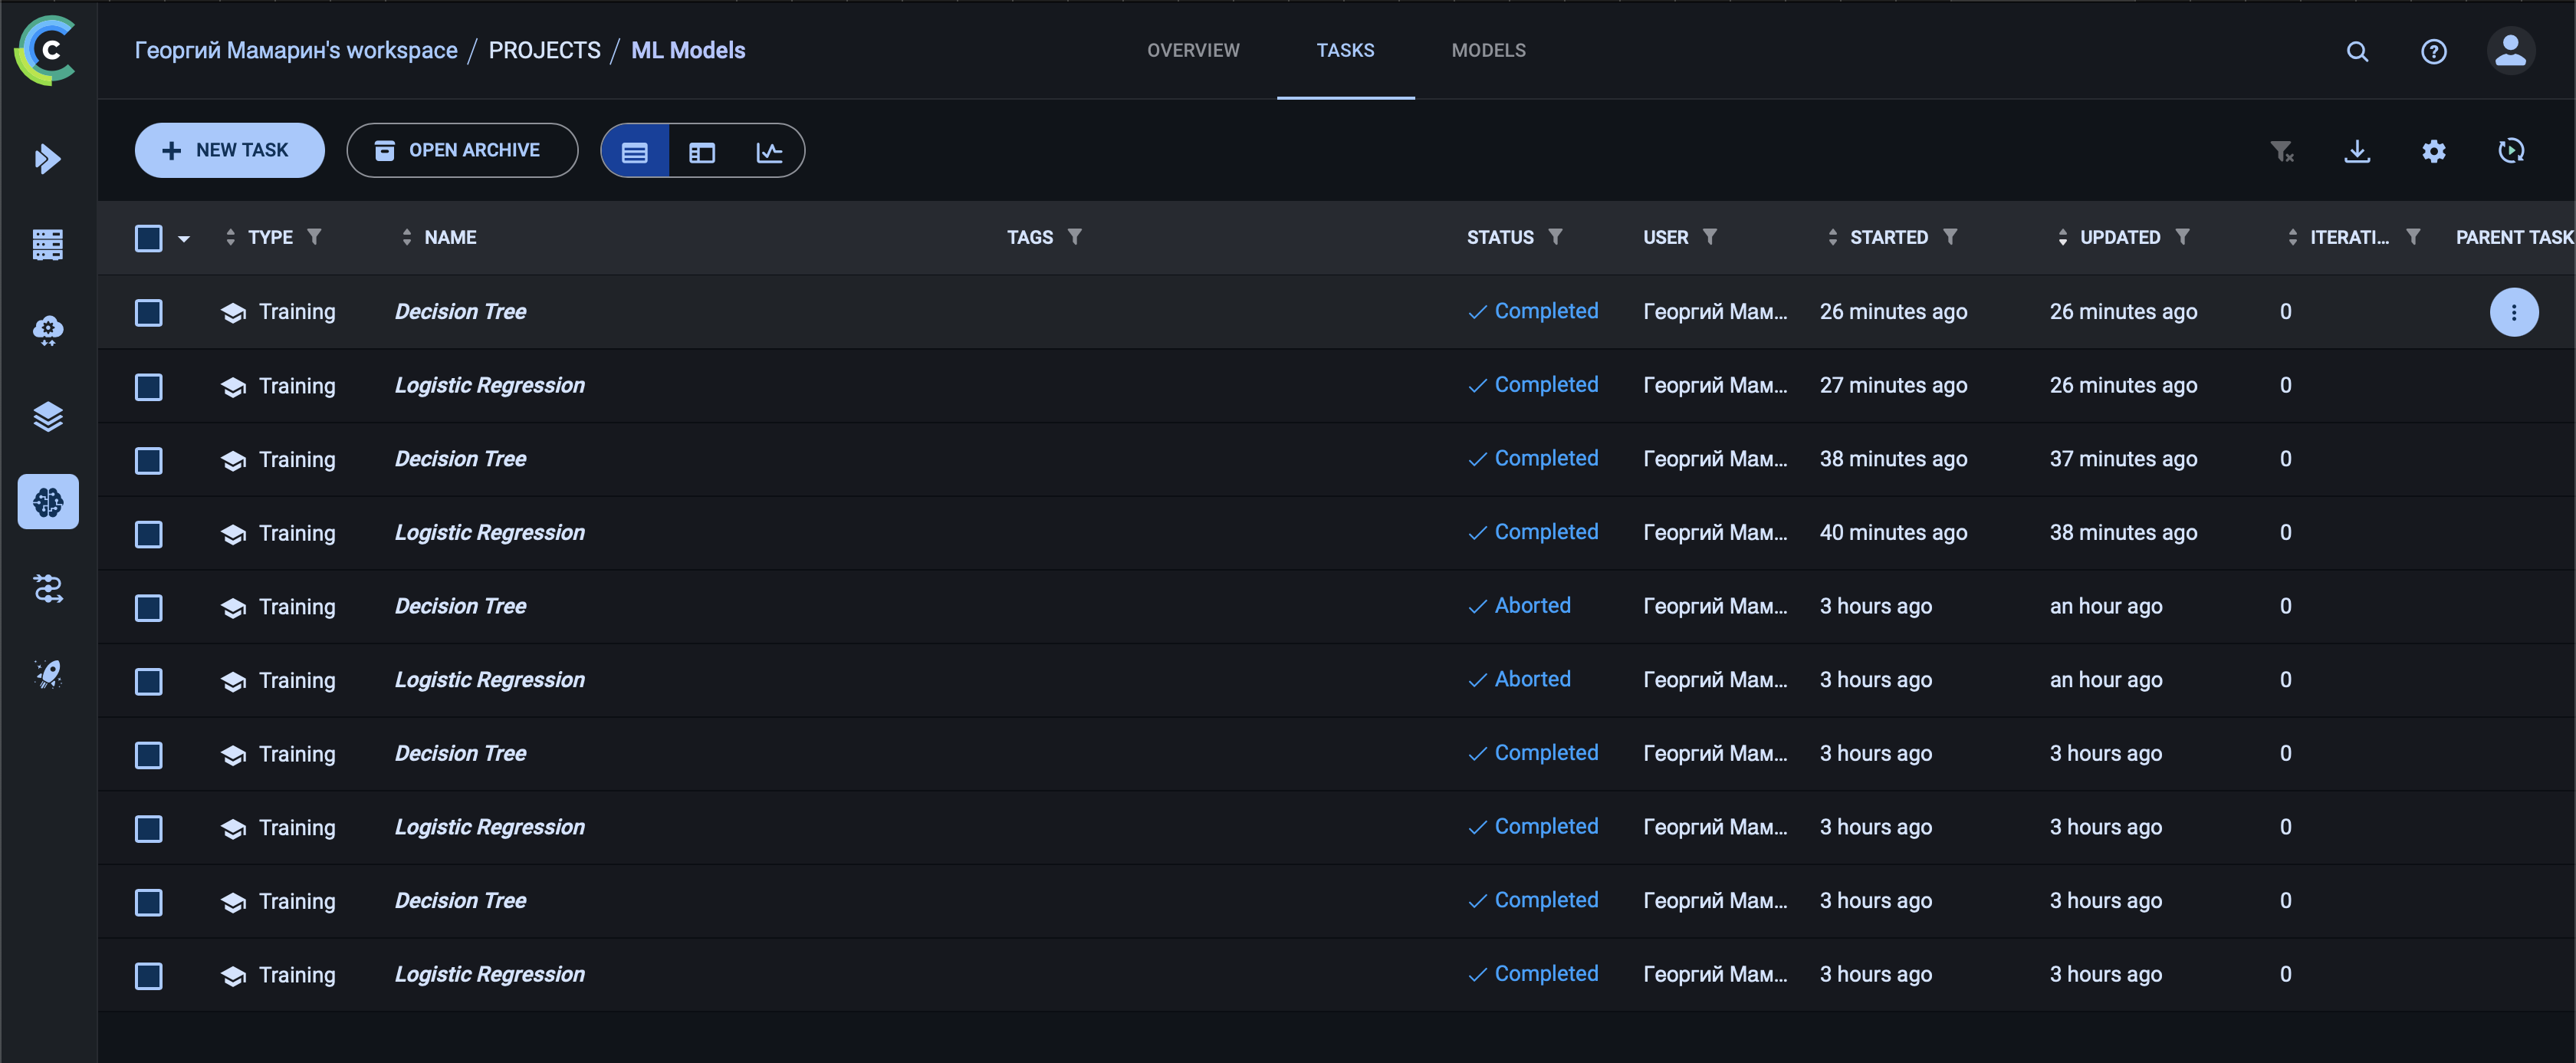 Георгий Мамарин's workspace / PROJECTS / ML Models
OVERVIEW TASKS MODELS
NEW TASK OPEN ARCHIVE
TYPE NAME TAGS STATUS USER STARTED UPDATED ITERATI... PARENT TASK
Training Decision Tree Completed Георгий Мам... 26 minutes ago 26 minutes ago 0
Training Logistic Regression Completed Георгий Мам... 27 minutes ago 26 minutes ago 0
Training Decision Tree Completed Георгий Мам... 38 minutes ago 37 minutes ago 0
Training Logistic Regression Completed Георгий Мам... 40 minutes ago 38 minutes ago 0
Training Decision Tree Aborted Георгий Мам... 3 hours ago an hour ago 0
Training Logistic Regression Aborted Георгий Мам... 3 hours ago an hour ago 0
Training Decision Tree Completed Георгий Мам... 3 hours ago 3 hours ago 0
Training Logistic Regression Completed Георгий Мам... 3 hours ago 3 hours ago 0
Training Decision Tree Completed Георгий Мам... 3 hours ago 3 hours ago 0
Training Logistic Regression Completed Георгий Мам... 3 hours ago 3 hours ago 0